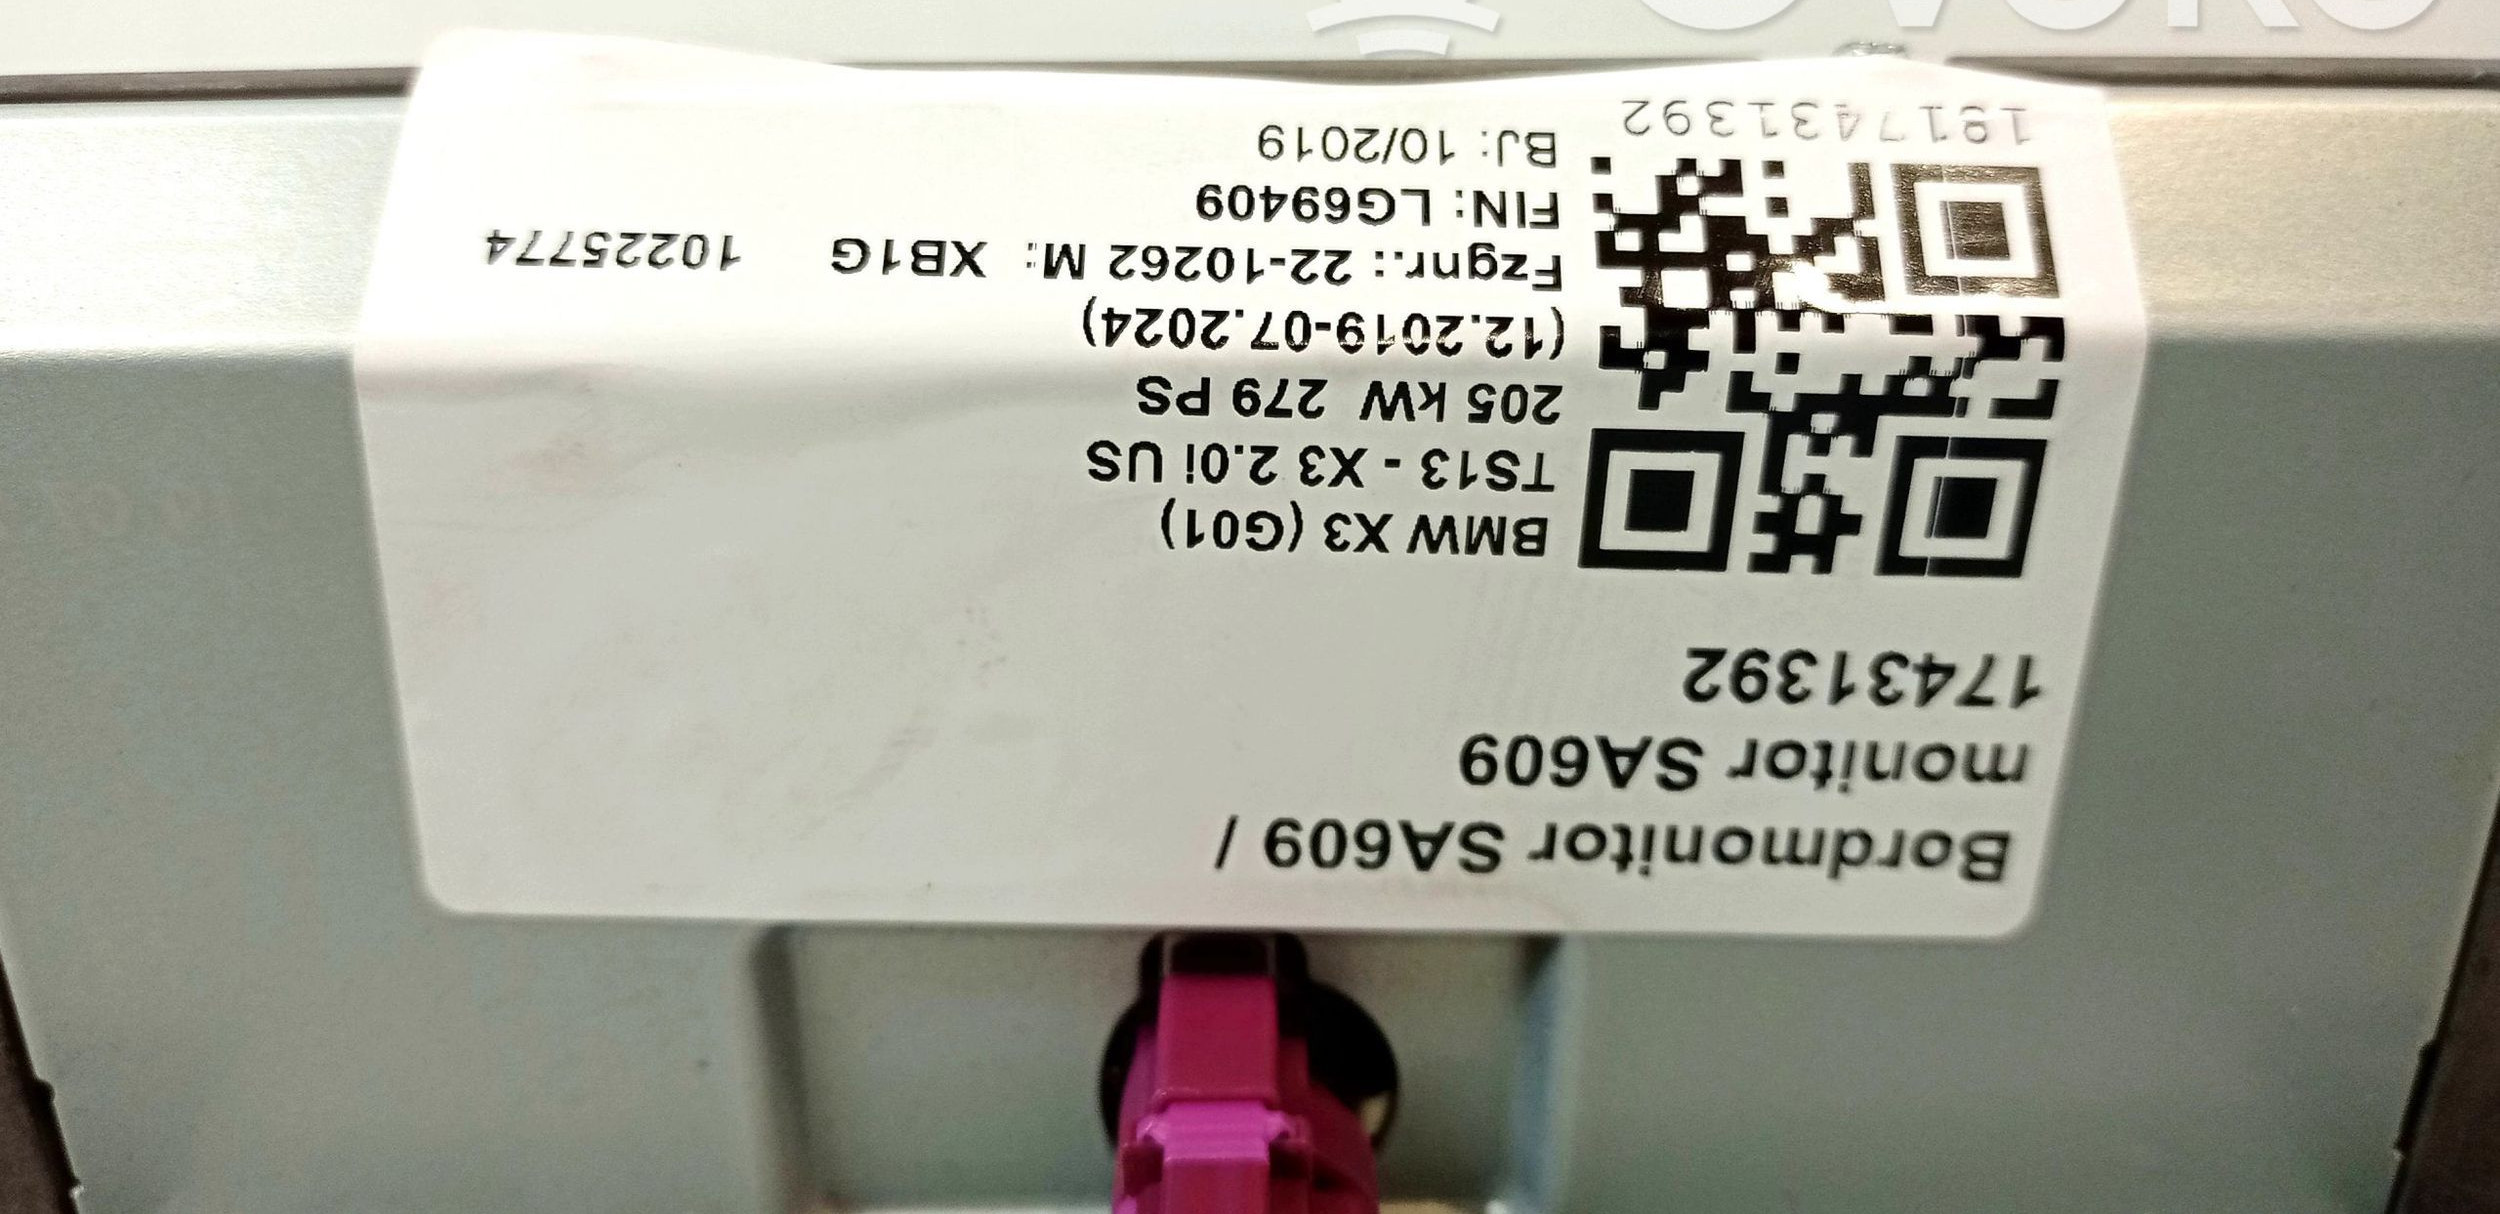 Bordmonitor SA609 /
monitor SA609
17431392
BMW X3 (G01)
TS13 - X3 2.0i US
205 kW 279 PS
(12.2019-07.2024)
Fzgnr.: 22-10262 M: XB1G 10225774
FIN: LG69409
BJ: 10/2019
1917431392